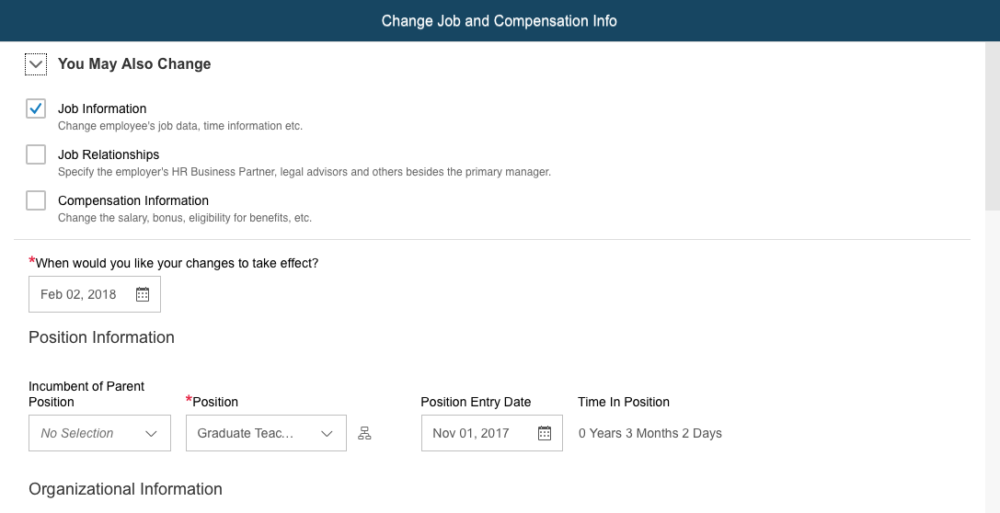 Change Job and Compensation Info
You May Also Change
Job Information
Change employee's job data, time information etc.
Job Relationships
Specify the employer's HR Business Partner, legal advisors and others besides the primary manager.
Compensation Information
Change the salary, bonus, eligibility for benefits, etc.
*When would you like your changes to take effect?
Feb 02, 2018
Position Information
Incumbent of Parent
Position
*Position
Position Entry Date
Time In Position
No Selection
Graduate Teac...
Nov 01, 2017
0 Years 3 Months 2 Days
Organizational Information